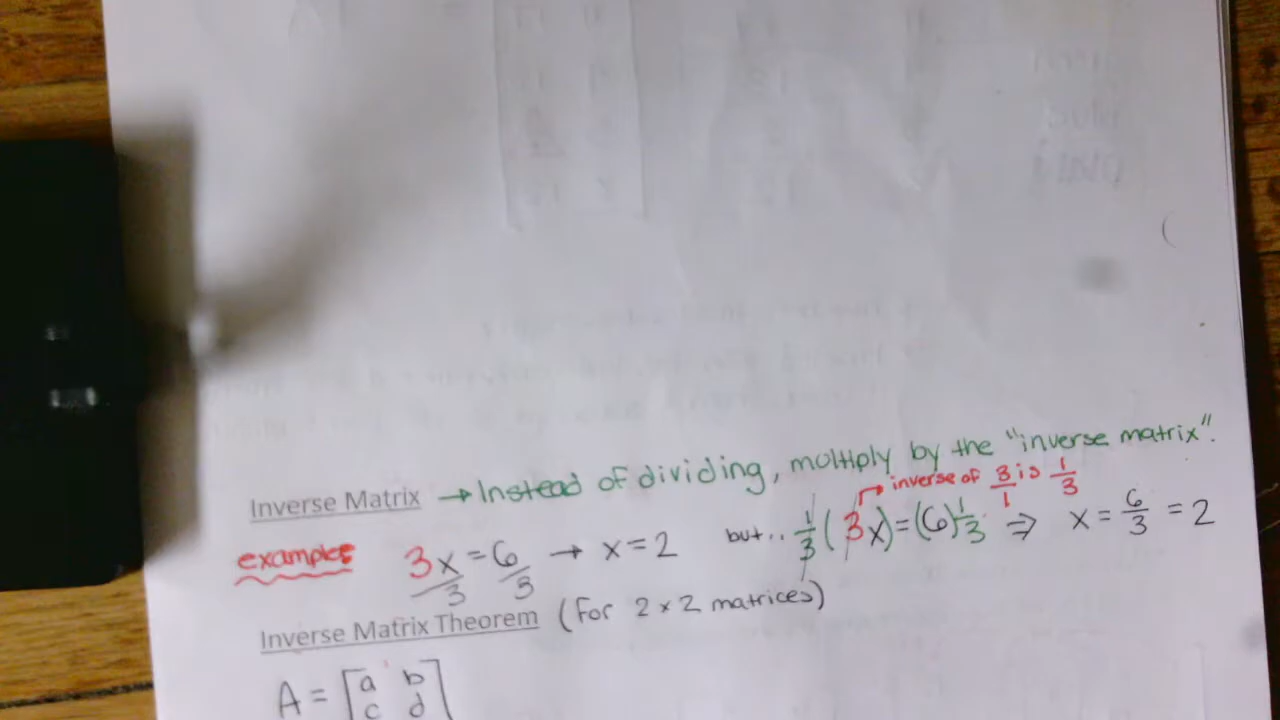 Inverse Matrix → Instead of dividing, multiply by the "inverse matrix".
inverse of 3/1 is 1/3
example: 3x/3 = 6/3 → x = 2 but.. 1/3(3x) = (6)1/3 ⇒ x = 6/3 = 2
Inverse Matrix Theorem (for 2 x 2 matrices)
A = [a b
c d]